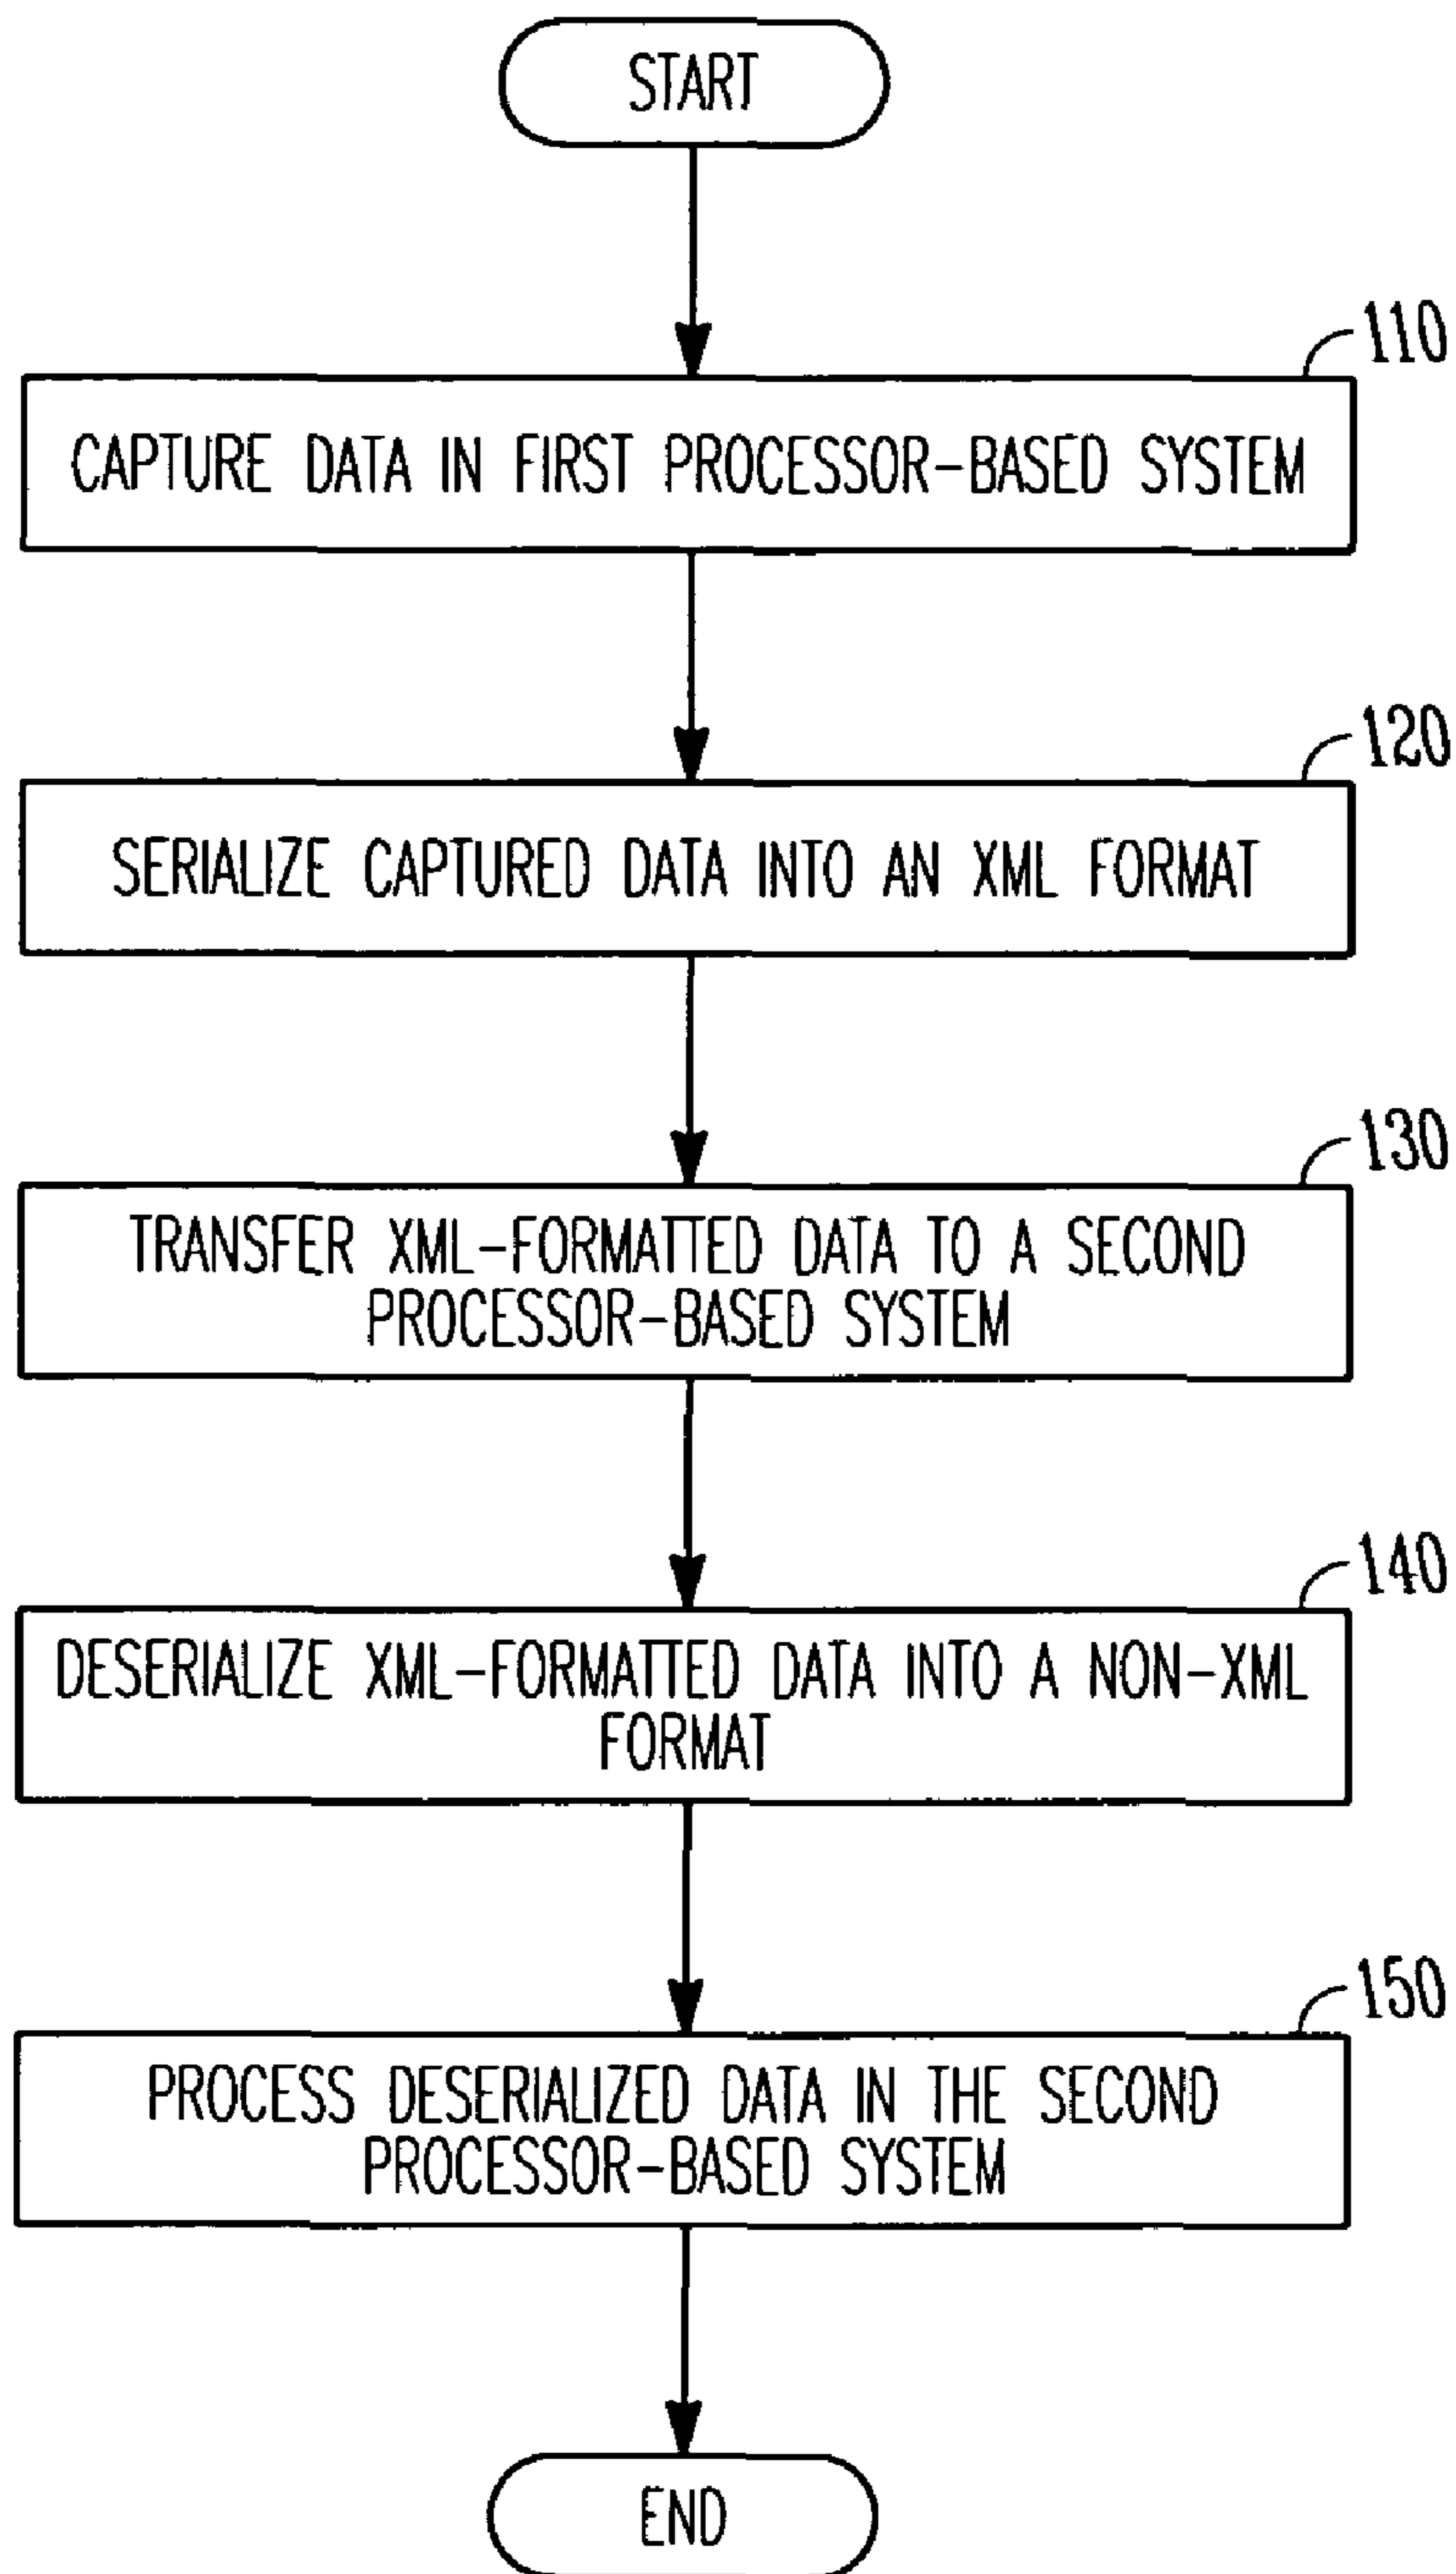 START
110
CAPTURE DATA IN FIRST PROCESSOR-BASED SYSTEM
120
SERIALIZE CAPTURED DATA INTO AN XML FORMAT
130
TRANSFER XML-FORMATTED DATA TO A SECOND
PROCESSOR-BASED SYSTEM
140
DESERIALIZE XML-FORMATTED DATA INTO A NON-XML
FORMAT
150
PROCESS DESERIALIZED DATA IN THE SECOND
PROCESSOR-BASED SYSTEM
END